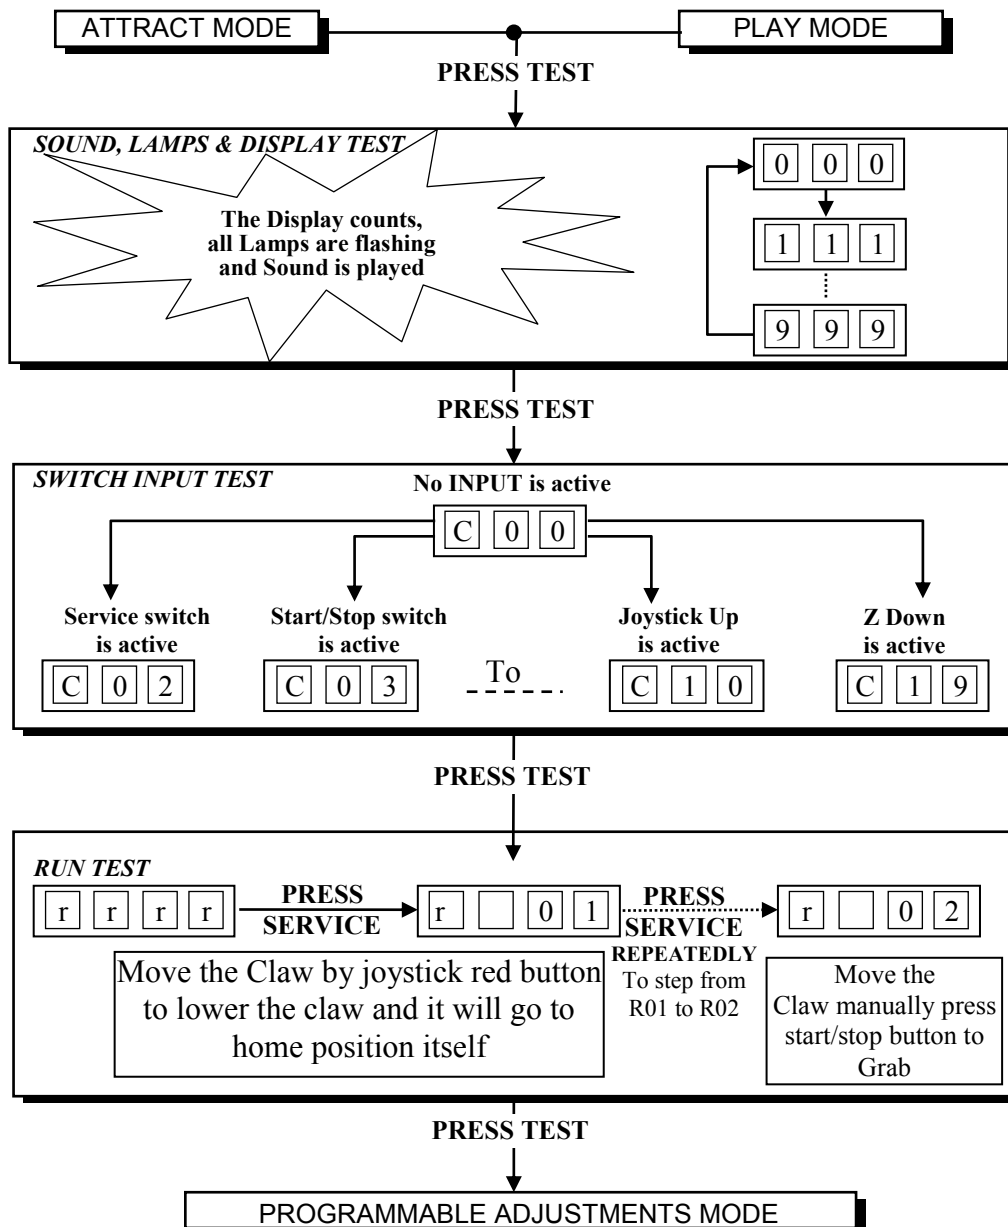 ATTRACT MODE
PLAY MODE
PRESS TEST
SOUND, LAMPS & DISPLAY TEST
The Display counts,
all Lamps are flashing
and Sound is played
0 0 0
1 1 1
9 9 9
PRESS TEST
SWITCH INPUT TEST
No INPUT is active
C 0 0
Service switch
is active
C 0 2
Start/Stop switch
is active
C 0 3
To
Joystick Up
is active
C 1 0
Z Down
is active
C 1 9
PRESS TEST
RUN TEST
r r r r
PRESS
SERVICE
r 0 1
PRESS
SERVICE
REPEATEDLY
To step from
R01 to R02
r 0 2
Move the Claw by joystick red button
to lower the claw and it will go to
home position itself
Move the
Claw manually press
start/stop button to
Grab
PRESS TEST
PROGRAMMABLE ADJUSTMENTS MODE